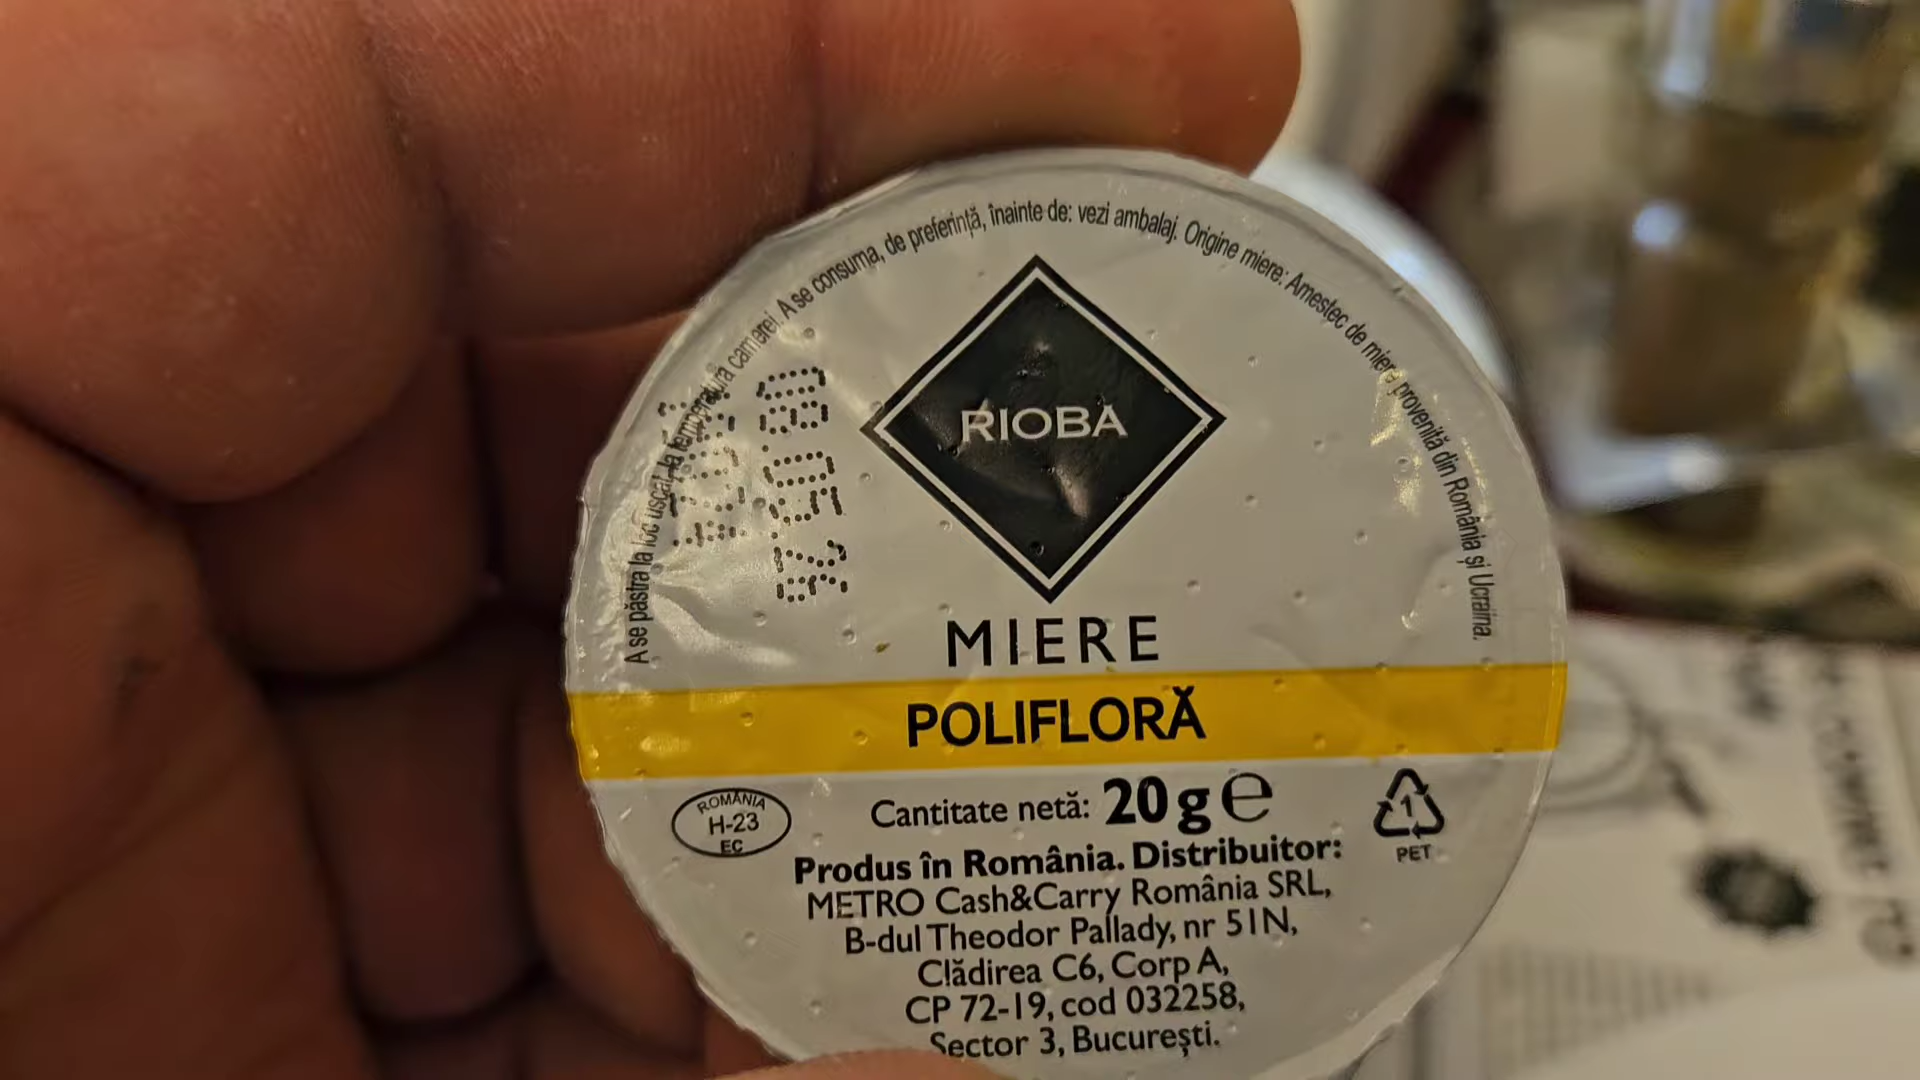 A se păstra la loc uscat, la temperatura camerei. A se consuma, de preferință, înainte de: vezi ambalaj. Origine miere: Amestec de miere provenită din România și Ucraina.
RIOBA
MIERE
POLIFLORĂ
Cantitate netă: 20 g e
ROMÂNIA
H-23
EC
1
PET
Produs în România. Distribuitor:
METRO Cash&Carry România SRL,
B-dul Theodor Pallady, nr 51N,
Clădirea C6, Corp A,
CP 72-19, cod 032258,
Sector 3, București.